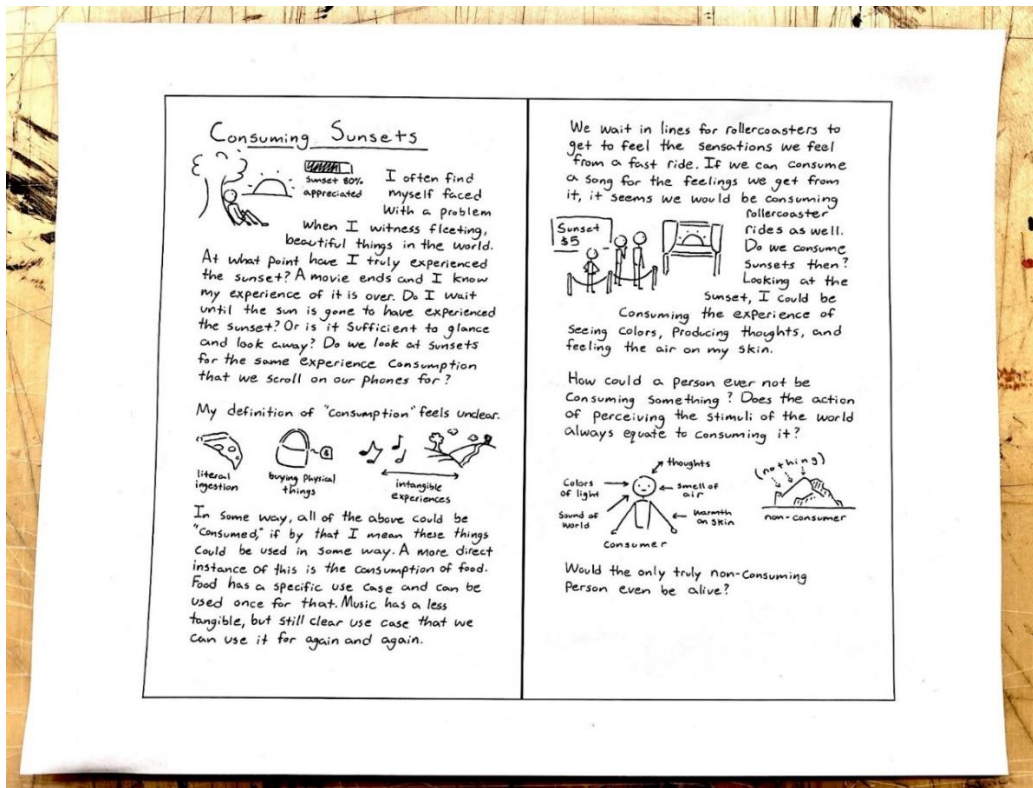 Consuming Sunsets
Sunset 80%
appreciated
I often find
myself faced
with a problem
when I witness fleeting,
beautiful things in the world.
At what point have I truly experienced
the sunset? A movie ends and I know
my experience of it is over. Do I wait
until the sun is gone to have experienced
the sunset? Or is it sufficient to glance
and look away? Do we look at sunsets
for the same experience consumption
that we scroll on our phones for?
My definition of "consumption" feels unclear.
literal
ingestion
$
buying physical
things
intangible
experiences
In some way, all of the above could be
"consumed," if by that I mean these things
could be used in some way. A more direct
instance of this is the consumption of food.
Food has a specific use case and can be
used once for that. Music has a less
tangible, but still clear use case that we
can use it for again and again.
We wait in lines for rollercoasters to
get to feel the sensations we feel
from a fast ride. If we can consume
a song for the feelings we get from
it, it seems we would be consuming
rollercoaster
rides as well.
Do we consume
sunsets then?
Looking at the
sunset, I could be
consuming the experience of
seeing colors, producing thoughts, and
feeling the air on my skin.
Sunset
$5
How could a person ever not be
consuming something? Does the action
of perceiving the stimuli of the world
always equate to consuming it?
thoughts
Colors
of light
smell of
air
Sound of
world
warmth
on skin
Consumer
(nothing)
non-consumer
Would the only truly non-consuming
person even be alive?